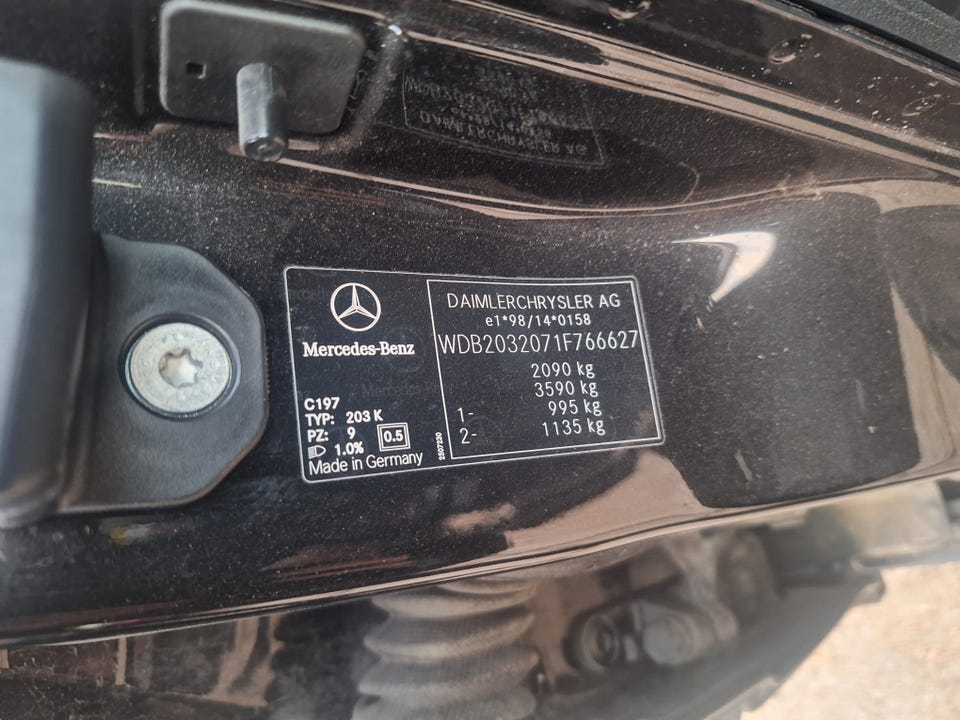 Mercedes-Benz
C197
TYP: 203 K
PZ: 9
1.0%
0.5
Made in Germany
2507230
DAIMLERCHRYSLER AG
e1*98/14*0158
WDB2032071F766627
2090 kg
3590 kg
1- 995 kg
2- 1135 kg